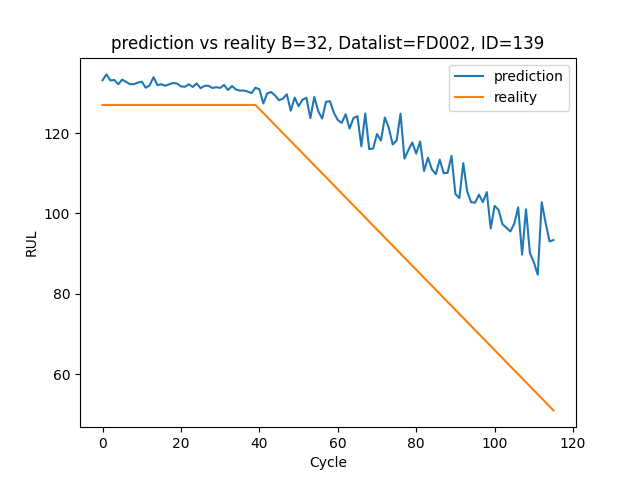 prediction vs reality B=32, Datalist=FD002, ID=139
prediction
reality
RUL
120
100
80
60
0 20 40 60 80 100 120
Cycle